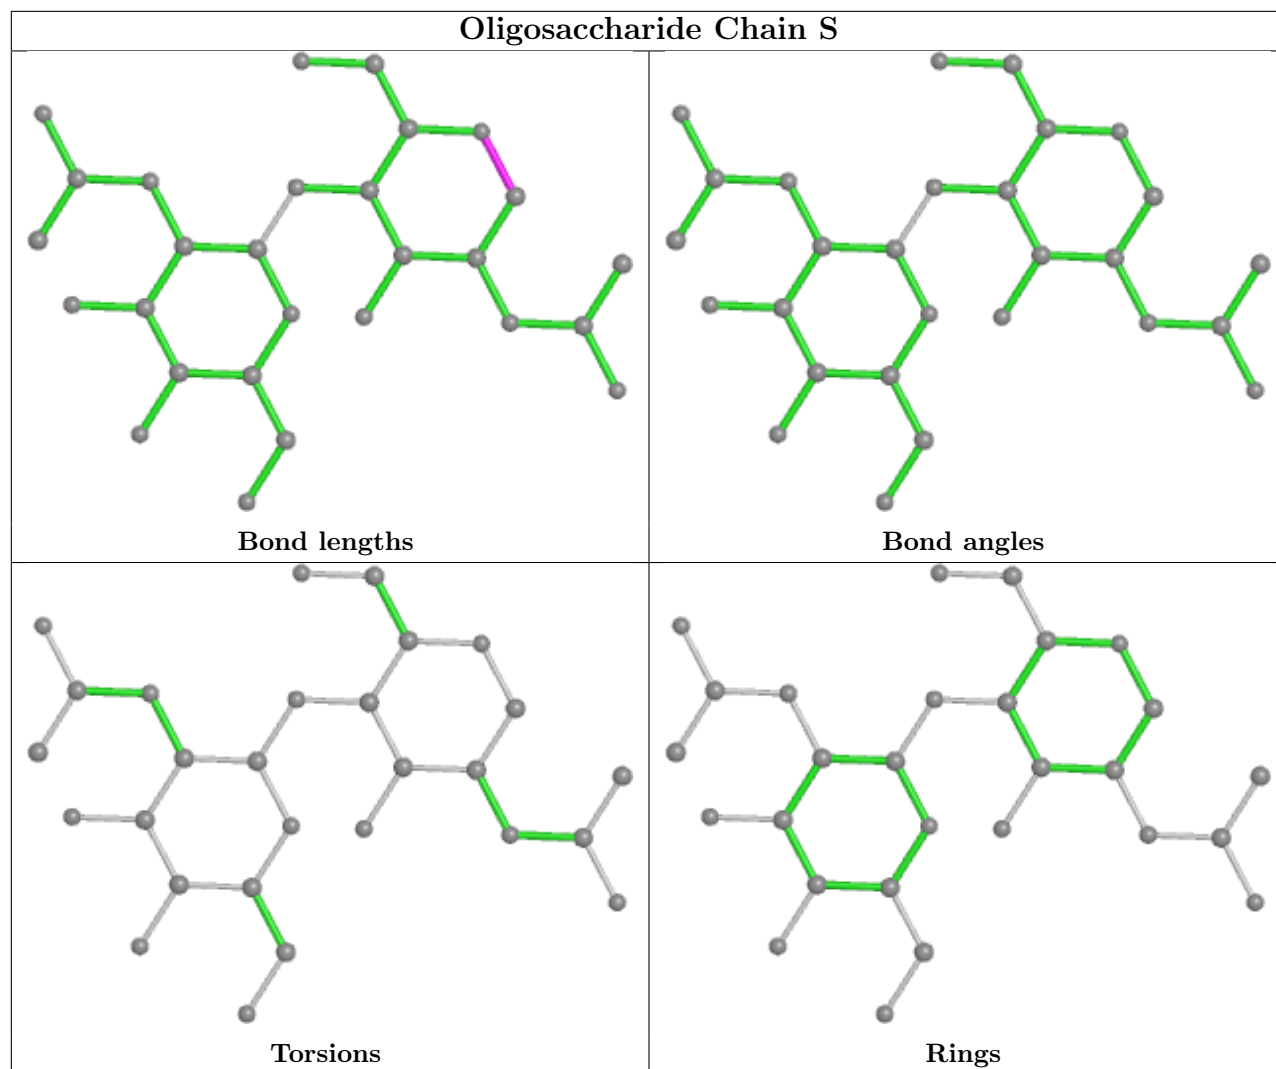 Oligosaccharide Chain S
Bond lengths
Bond angles
Torsions
Rings